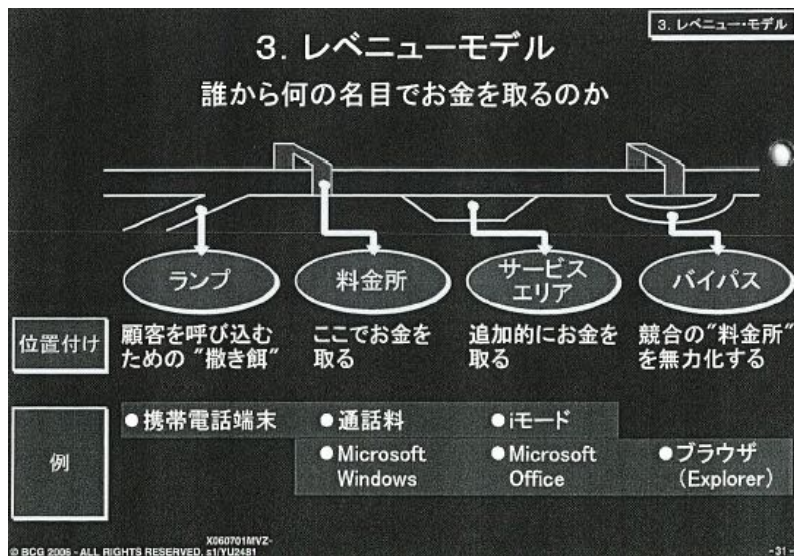 3. レベニュー・モデル
3. レベニューモデル
誰から何の名目でお金を取るのか
ランプ
料金所
サービス
エリア
バイパス
位置付け
顧客を呼び込む
ための "撒き餌"
ここでお金を
取る
追加的にお金を
取る
競合の"料金所"
を無力化する
例
●携帯電話端末
●通話料
●iモード
●Microsoft
Windows
●Microsoft
Office
●ブラウザ
(Explorer)
X060701MVZ-
© BCG 2006 - ALL RIGHTS RESERVED. s1/YU2481
-31-